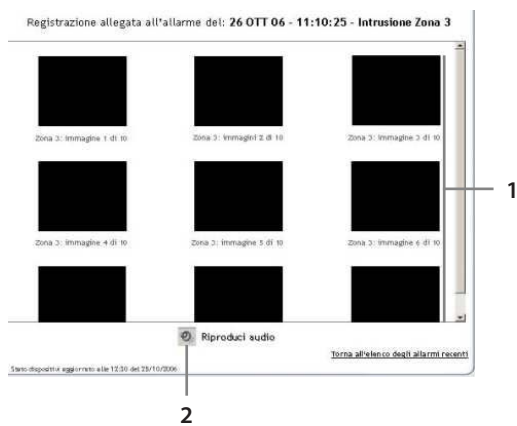 Registrazione allegata all'allarme del: 26 OTT 06 - 11:10:25 - Intrusione Zona 3
Zona 3: immagine 1 di 10
Zona 3: immagini 2 di 10
Zona 3: immagine 3 di 10
1
Zona 3: immagine 4 di 10
Zona 3: immagine 5 di 10
Zona 3: immagine 6 di 10
Riproduci audio
Torna all'elenco degli allarmi recenti
Stato dispositivi aggiornato alle 12:30 del 25/10/2006
2